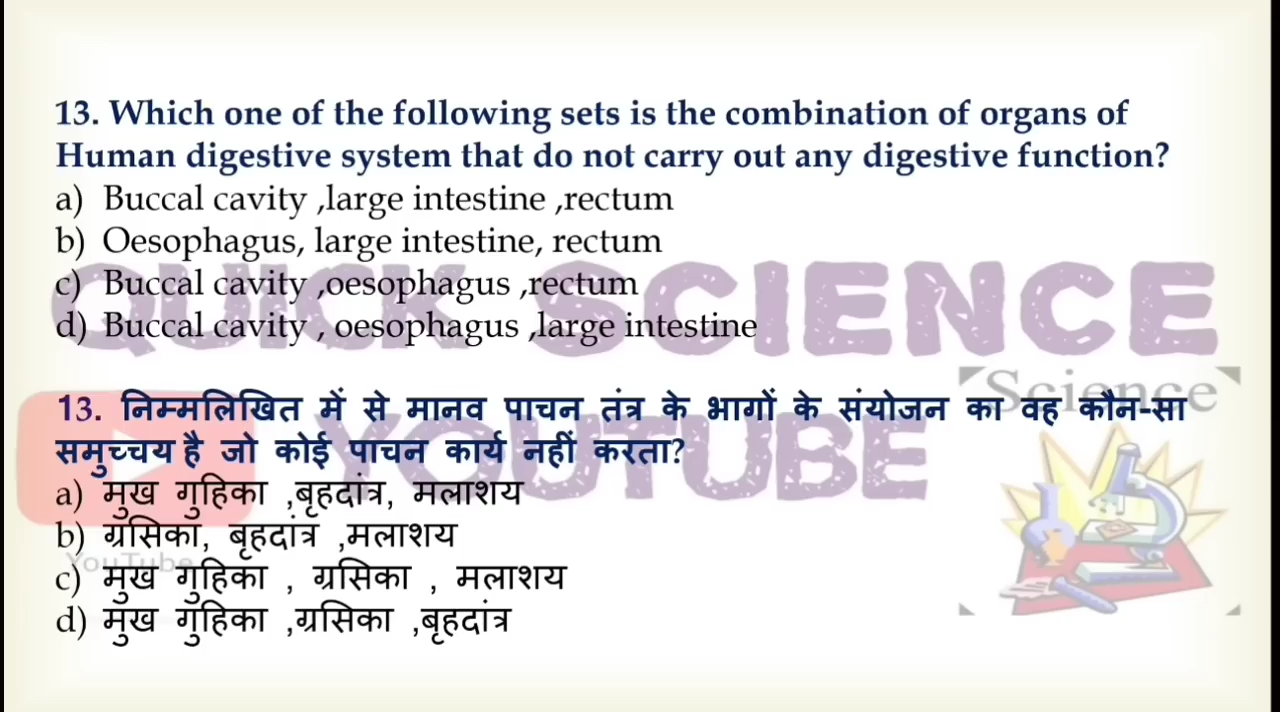 13. Which one of the following sets is the combination of organs of
Human digestive system that do not carry out any digestive function?
a) Buccal cavity ,large intestine ,rectum
b) Oesophagus, large intestine, rectum
c) Buccal cavity ,oesophagus ,rectum
d) Buccal cavity , oesophagus ,large intestine
QUICK SCIENCE
Science
13. निम्मलिखित में से मानव पाचन तंत्र के भागों के संयोजन का वह कौन-सा
समुच्चय है जो कोई पाचन कार्य नहीं करता?
YOUTUBE
a) मुख गुहिका ,बृहदांत्र, मलाशय
b) ग्रसिका, बृहदांत्र ,मलाशय
YouTube
c) मुख गुहिका , ग्रसिका , मलाशय
d) मुख गुहिका ,ग्रसिका ,बृहदांत्र